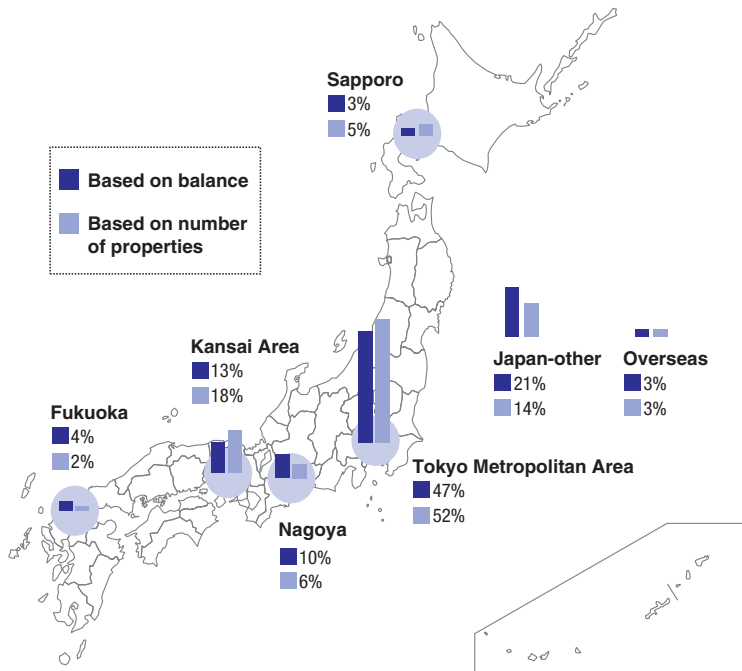 Sapporo
3%
5%
Based on balance
Based on number
of properties
Kansai Area
13%
18%
Japan-other
21%
14%
Overseas
3%
3%
Fukuoka
4%
2%
Tokyo Metropolitan Area
47%
52%
Nagoya
10%
6%